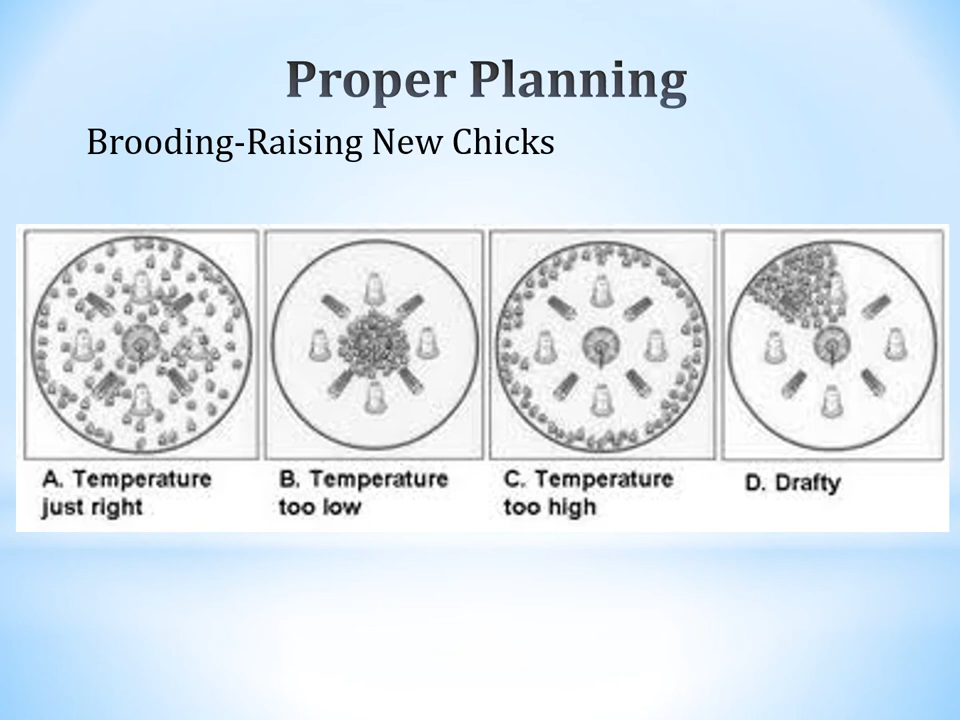 Proper Planning
Brooding-Raising New Chicks
A. Temperature
just right
B. Temperature
too low
C. Temperature
too high
D. Drafty